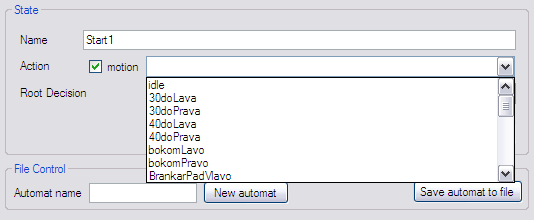 State
Name Start1
Action motion
Root Decision
idle
30doLava
30doPrava
40doLava
40doPrava
bokomLavo
bokomPravo
BrankarPadVlavo
File Control
Automat name New automat Save automat to file